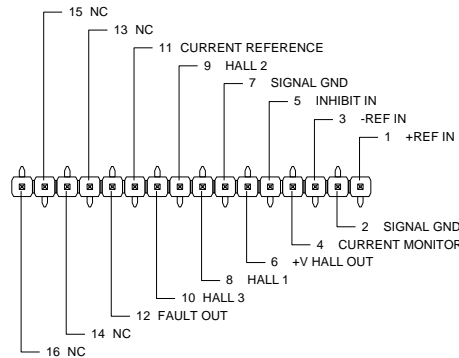 15 NC
13 NC
11 CURRENT REFERENCE
9 HALL 2
7 SIGNAL GND
5 INHIBIT IN
3 -REF IN
1 +REF IN
2 SIGNAL GND
4 CURRENT MONITOR
6 +V HALL OUT
8 HALL 1
10 HALL 3
12 FAULT OUT
14 NC
16 NC